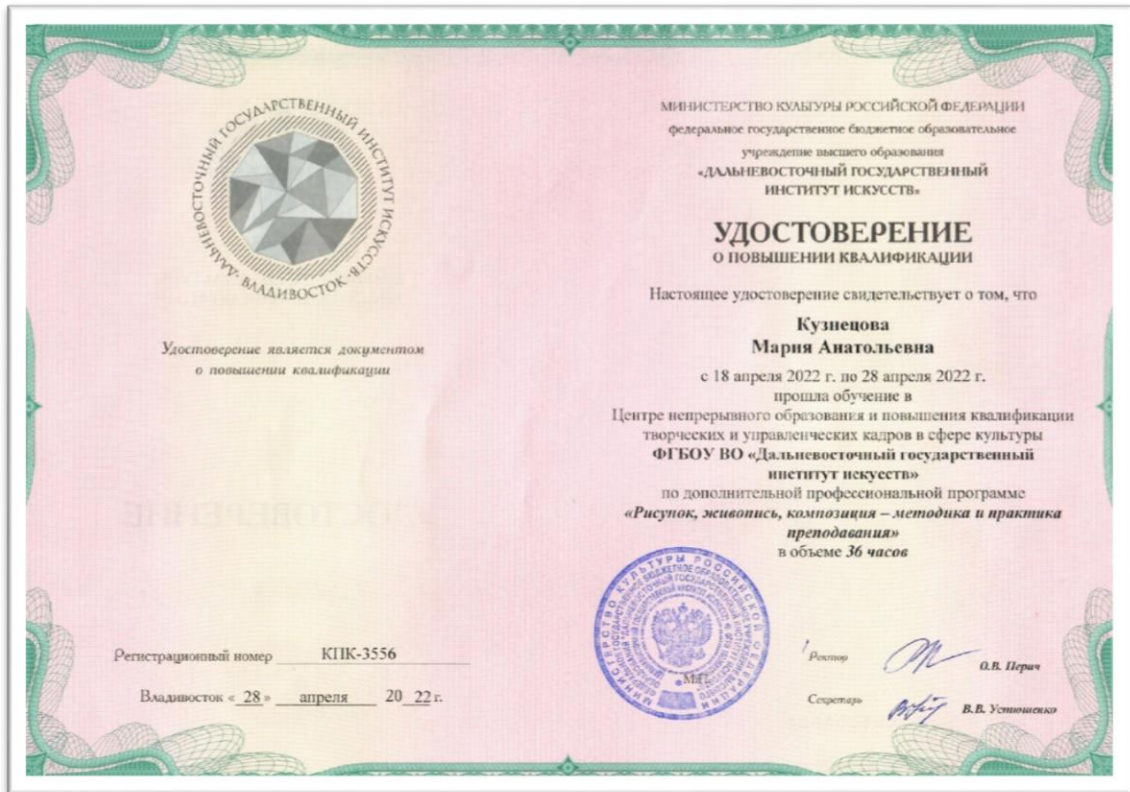 «ДАЛЬНЕВОСТОЧНЫЙ ГОСУДАРСТВЕННЫЙ ИНСТИТУТ ИСКУССТВ»
ВЛАДИВОСТОК
Удостоверение является документом
о повышении квалификации
Регистрационный номер КПК-3556
Владивосток « 28 » апреля 20 22 г.
МИНИСТЕРСТВО КУЛЬТУРЫ РОССИЙСКОЙ ФЕДЕРАЦИИ
федеральное государственное бюджетное образовательное
учреждение высшего образования
«ДАЛЬНЕВОСТОЧНЫЙ ГОСУДАРСТВЕННЫЙ
ИНСТИТУТ ИСКУССТВ»
УДОСТОВЕРЕНИЕ
О ПОВЫШЕНИИ КВАЛИФИКАЦИИ
Настоящее удостоверение свидетельствует о том, что
Кузнецова
Мария Анатольевна
с 18 апреля 2022 г. по 28 апреля 2022 г.
прошла обучение в
Центре непрерывного образования и повышения квалификации
творческих и управленческих кадров в сфере культуры
ФГБОУ ВО «Дальневосточный государственный
институт искусств»
по дополнительной профессиональной программе
«Рисунок, живопись, композиция – методика и практика
преподавания»
в объеме 36 часов
МИНИСТЕРСТВО КУЛЬТУРЫ РОССИЙСКОЙ ФЕДЕРАЦИИ
М.П.
Ректор О.В. Перич
Секретарь В.В. Устюшенко